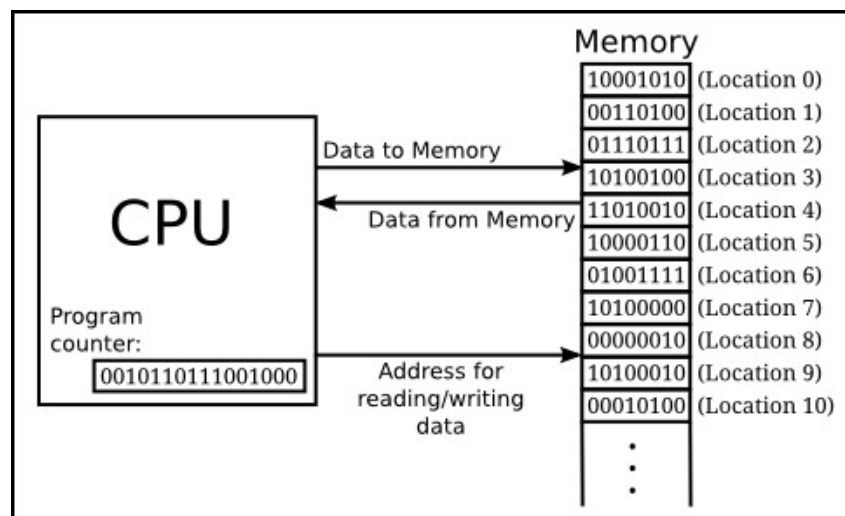 Memory
10001010 (Location 0)
00110100 (Location 1)
01110111 (Location 2)
10100100 (Location 3)
11010010 (Location 4)
10000110 (Location 5)
01001111 (Location 6)
10100000 (Location 7)
00000010 (Location 8)
10100010 (Location 9)
00010100 (Location 10)
Data to Memory
Data from Memory
Address for
reading/writing
data
CPU
Program
counter:
0010110111001000